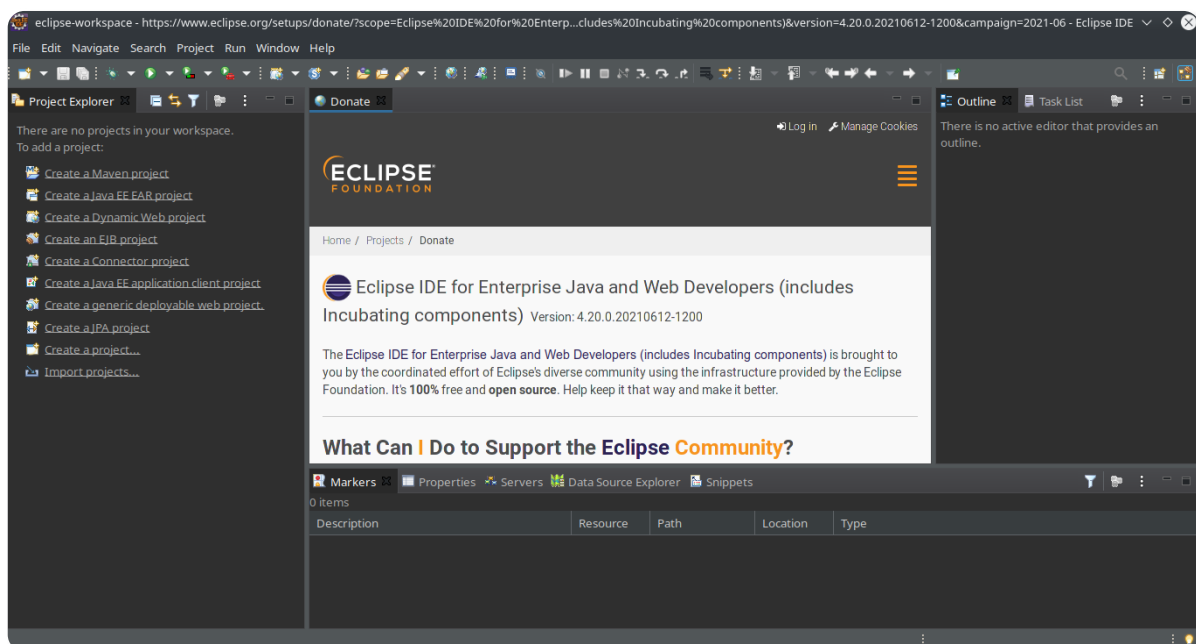 eclipse-workspace - https://www.eclipse.org/setups/donate/?scope=Eclipse%20IDE%20for%20Enterp...cludes%20Incubating%20components)&version=4.20.0.20210612-1200&campaign=2021-06 - Eclipse IDE
File Edit Navigate Search Project Run Window Help
Project Explorer
There are no projects in your workspace.
To add a project:
Create a Maven project
Create a Java EE EAR project
Create a Dynamic Web project
Create an EJB project
Create a Connector project
Create a Java EE application client project
Create a generic deployable web project.
Create a JPA project
Create a project...
Import projects...
Donate
Log in Manage Cookies
ECLIPSE
FOUNDATION
Home / Projects / Donate
Eclipse IDE for Enterprise Java and Web Developers (includes
Incubating components) Version: 4.20.0.20210612-1200
The Eclipse IDE for Enterprise Java and Web Developers (includes Incubating components) is brought to
you by the coordinated effort of Eclipse's diverse community using the infrastructure provided by the Eclipse
Foundation. It's 100% free and open source. Help keep it that way and make it better.
What Can I Do to Support the Eclipse Community?
Outline Task List
There is no active editor that provides an
outline.
Markers Properties Servers Data Source Explorer Snippets
0 items
Description Resource Path Location Type